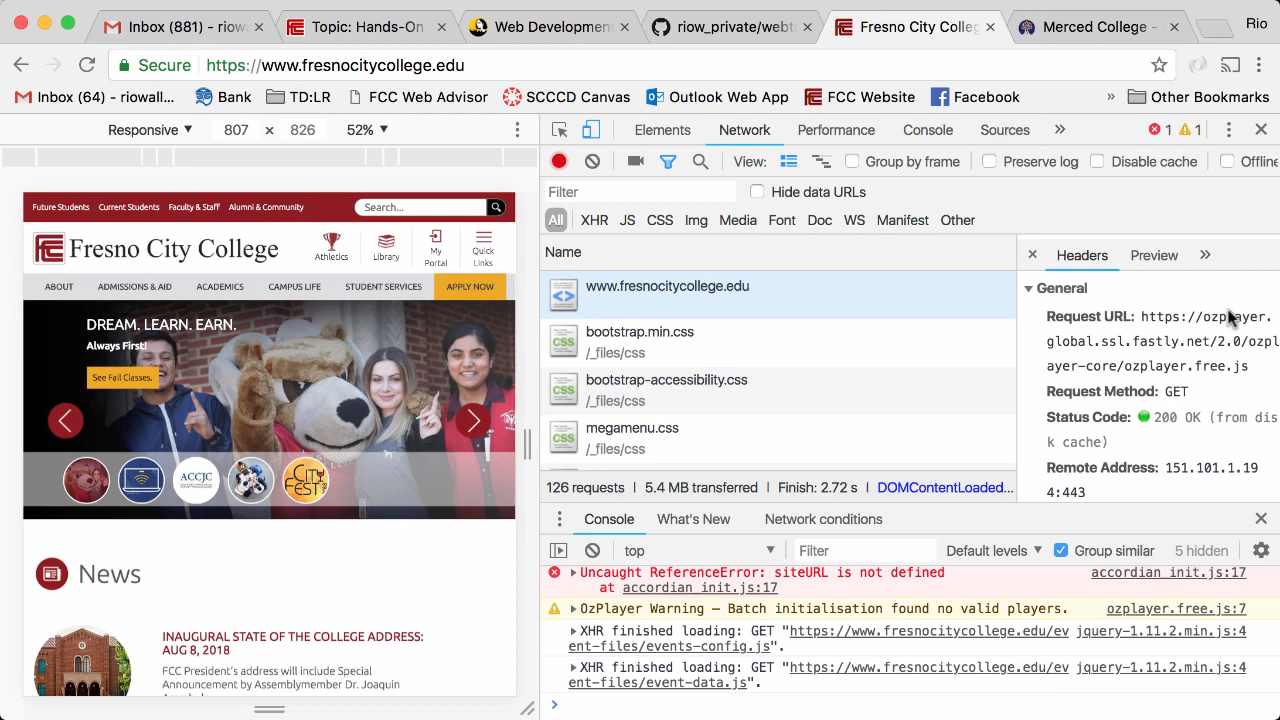 Inbox (881) - riowa
Topic: Hands-On
Web Developmen
riow_private/webt
Fresno City Colleg
Merced College -
Rio
Secure
https://www.fresnocitycollege.edu
Inbox (64) - riowall...
Bank
TD:LR
FCC Web Advisor
SCCCD Canvas
Outlook Web App
FCC Website
Facebook
»
Other Bookmarks
Responsive ▼ 807 × 826 52% ▼
Elements Network Performance Console Sources » 1 1
View: Group by frame Preserve log Disable cache Offlin
Filter Hide data URLs
All XHR JS CSS Img Media Font Doc WS Manifest Other
Name
www.fresnocitycollege.edu
bootstrap.min.css
/_files/css
bootstrap-accessibility.css
/_files/css
megamenu.css
/_files/css
126 requests | 5.4 MB transferred | Finish: 2.72 s | DOMContentLoaded...
Headers Preview »
General
Request URL: https://ozplayer.
global.ssl.fastly.net/2.0/ozpl
ayer-core/ozplayer.free.js
Request Method: GET
Status Code: 200 OK (from dis
k cache)
Remote Address: 151.101.1.19
4:443
Console What's New Network conditions
top ▼ Filter Default levels ▼ Group similar 5 hidden
Uncaught ReferenceError: siteURL is not defined accordian_init.js:17
at accordian_init.js:17
OzPlayer Warning – Batch initialisation found no valid players. ozplayer.free.js:7
XHR finished loading: GET "https://www.fresnocitycollege.edu/ev jquery-1.11.2.min.js:4
ent-files/events-config.js".
XHR finished loading: GET "https://www.fresnocitycollege.edu/ev jquery-1.11.2.min.js:4
ent-files/event-data.js".
Future Students Current Students Faculty & Staff Alumni & Community Search...
Fresno City College
Athletics
Library
My
Portal
Quick
Links
ABOUT ADMISSIONS & AID ACADEMICS CAMPUS LIFE STUDENT SERVICES APPLY NOW
DREAM. LEARN. EARN.
Always First!
See Fall Classes.
ACCJC
CITY
FEST
News
INAUGURAL STATE OF THE COLLEGE ADDRESS:
AUG 8, 2018
FCC President's address will include Special
Announcement by Assemblymember Dr. Joaquin